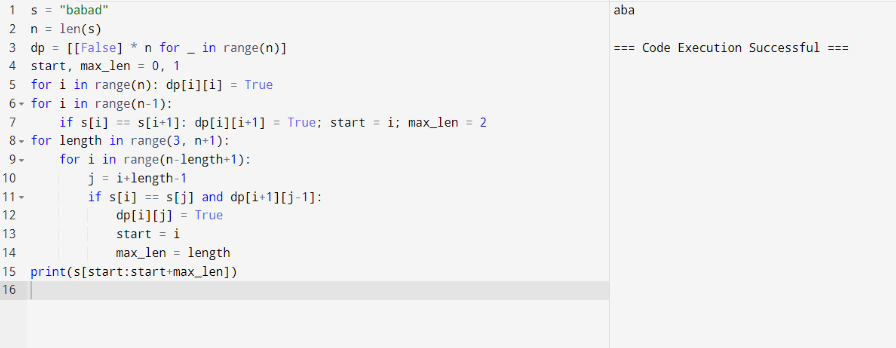 1 s = "babad"
2 n = len(s)
3 dp = [[False] * n for _ in range(n)]
4 start, max_len = 0, 1
5 for i in range(n): dp[i][i] = True
6 for i in range(n-1):
7     if s[i] == s[i+1]: dp[i][i+1] = True; start = i; max_len = 2
8 for length in range(3, n+1):
9     for i in range(n-length+1):
10         j = i+length-1
11         if s[i] == s[j] and dp[i+1][j-1]:
12             dp[i][j] = True
13             start = i
14             max_len = length
15 print(s[start:start+max_len])
16
aba
=== Code Execution Successful ===